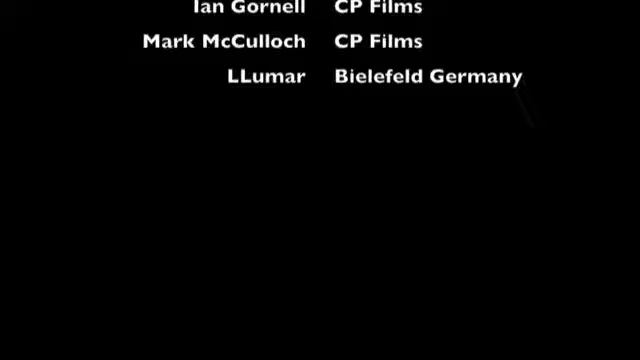 Ian Gornell CP Films
Mark McCulloch CP Films
LLumar Bielefeld Germany